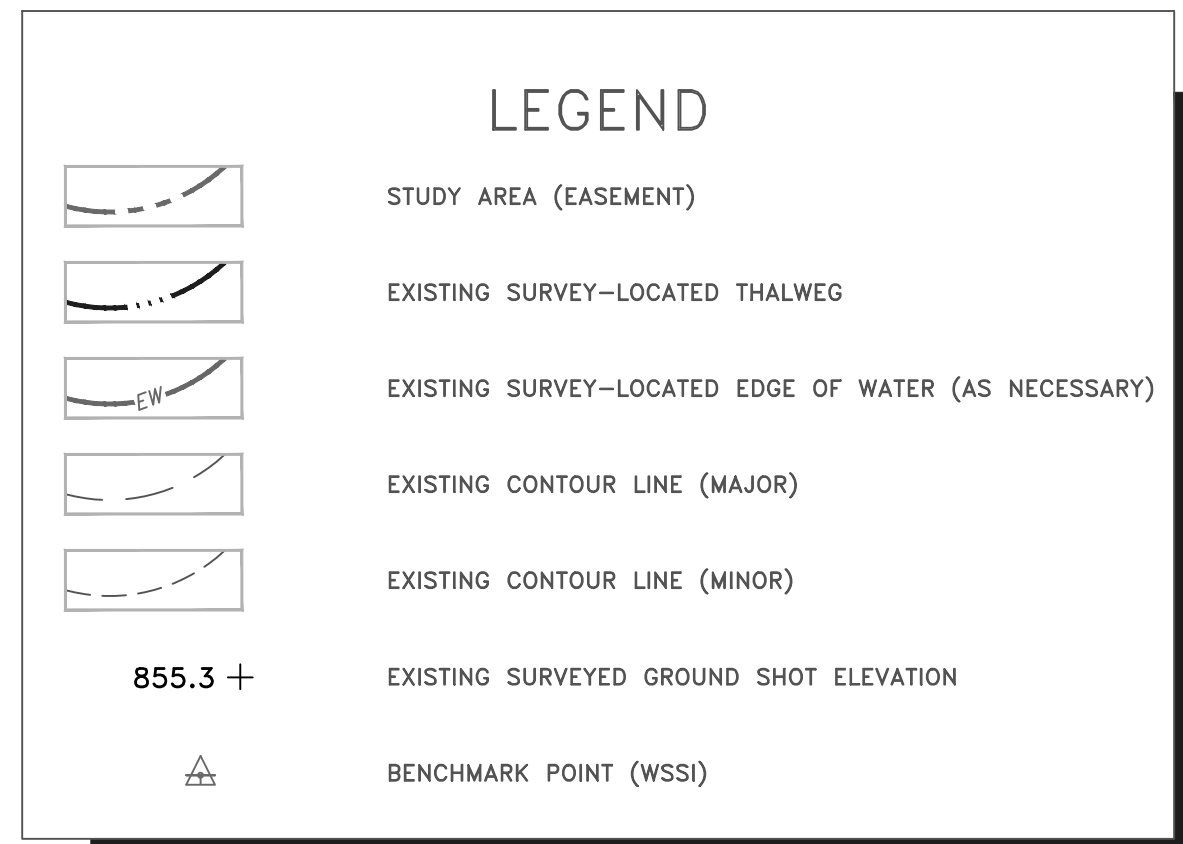 LEGEND
STUDY AREA (EASEMENT)
EXISTING SURVEY-LOCATED THALWEG
EW EXISTING SURVEY-LOCATED EDGE OF WATER (AS NECESSARY)
EXISTING CONTOUR LINE (MAJOR)
EXISTING CONTOUR LINE (MINOR)
855.3 EXISTING SURVEYED GROUND SHOT ELEVATION
BENCHMARK POINT (WSSI)